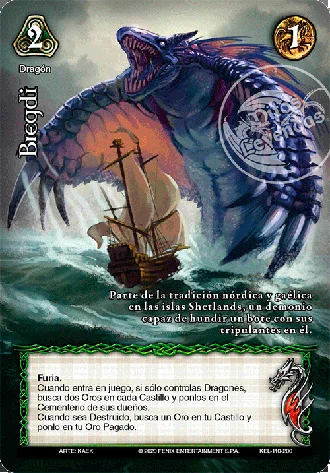 2
1
Dragón
Bregdi
Parte de la tradición nórdica y gaélica
en las islas Shetlands, un demonio
capaz de hundir un bote con sus
tripulantes en él.
Furia.
Cuando entra en juego, si sólo controlas Dragones,
busca dos Oros en cada Castillo y ponlos en el
Cementerio de sus dueños.
Cuando sea Destruido, busca un Oro en tu Castillo y
ponlo en tu Oro Pagado.
4
ARTE: KAEK
© 2023 FENIX ENTERTAINMENT S.P.A.